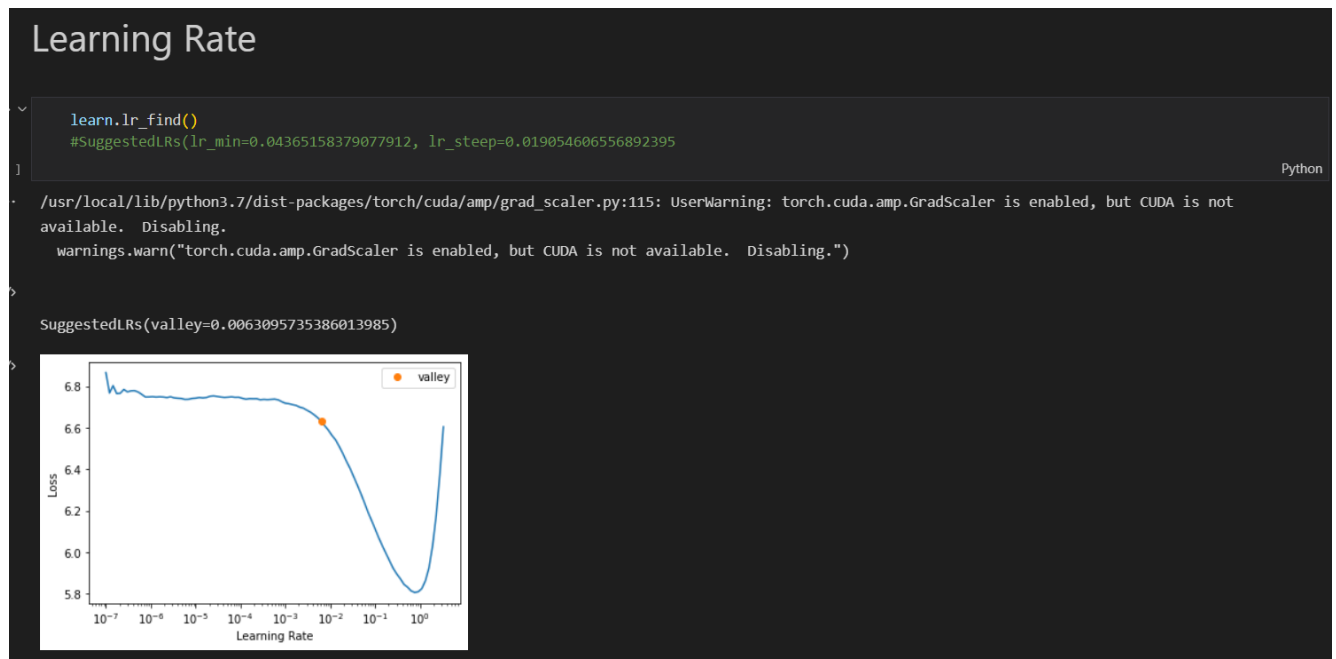 Learning Rate
learn.lr_find()
#SuggestedLRs(lr_min=0.04365158379077912, lr_steep=0.019054606556892395
]
Python
/usr/local/lib/python3.7/dist-packages/torch/cuda/amp/grad_scaler.py:115: UserWarning: torch.cuda.amp.GradScaler is enabled, but CUDA is not
available.  Disabling.
  warnings.warn("torch.cuda.amp.GradScaler is enabled, but CUDA is not available.  Disabling.")
SuggestedLRs(valley=0.0063095735386013985)
valley
6.8
6.6
6.4
6.2
6.0
5.8
Loss
10⁻⁷ 10⁻⁶ 10⁻⁵ 10⁻⁴ 10⁻³ 10⁻² 10⁻¹ 10⁰
Learning Rate